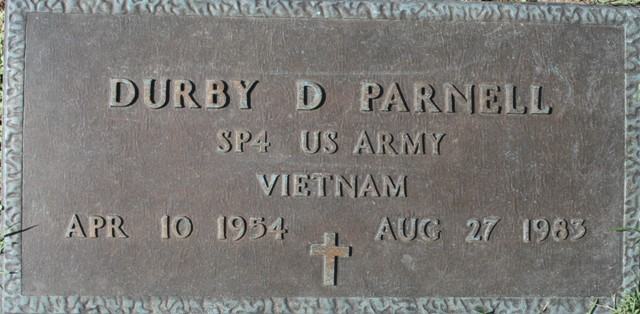 DURBY D PARNELL
SP4 US ARMY
VIETNAM
APR 10 1954 AUG 27 1983